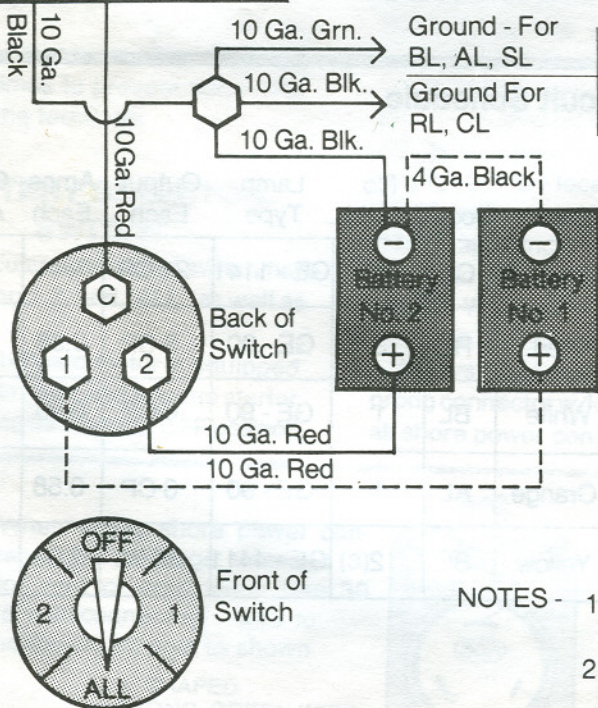 10 Ga. Black
10 Ga. Grn.
Ground - For
BL, AL, SL
10 Ga. Blk.
Ground For
RL, CL
10 Ga. Blk.
10 Ga. Red
4 Ga. Black
C
1
2
Back of
Switch
-
Battery
No. 2
+
-
Battery
No. 1
+
10 Ga. Red
10 Ga. Red
OFF
2
1
ALL
Front of
Switch
NOTES - 1
2